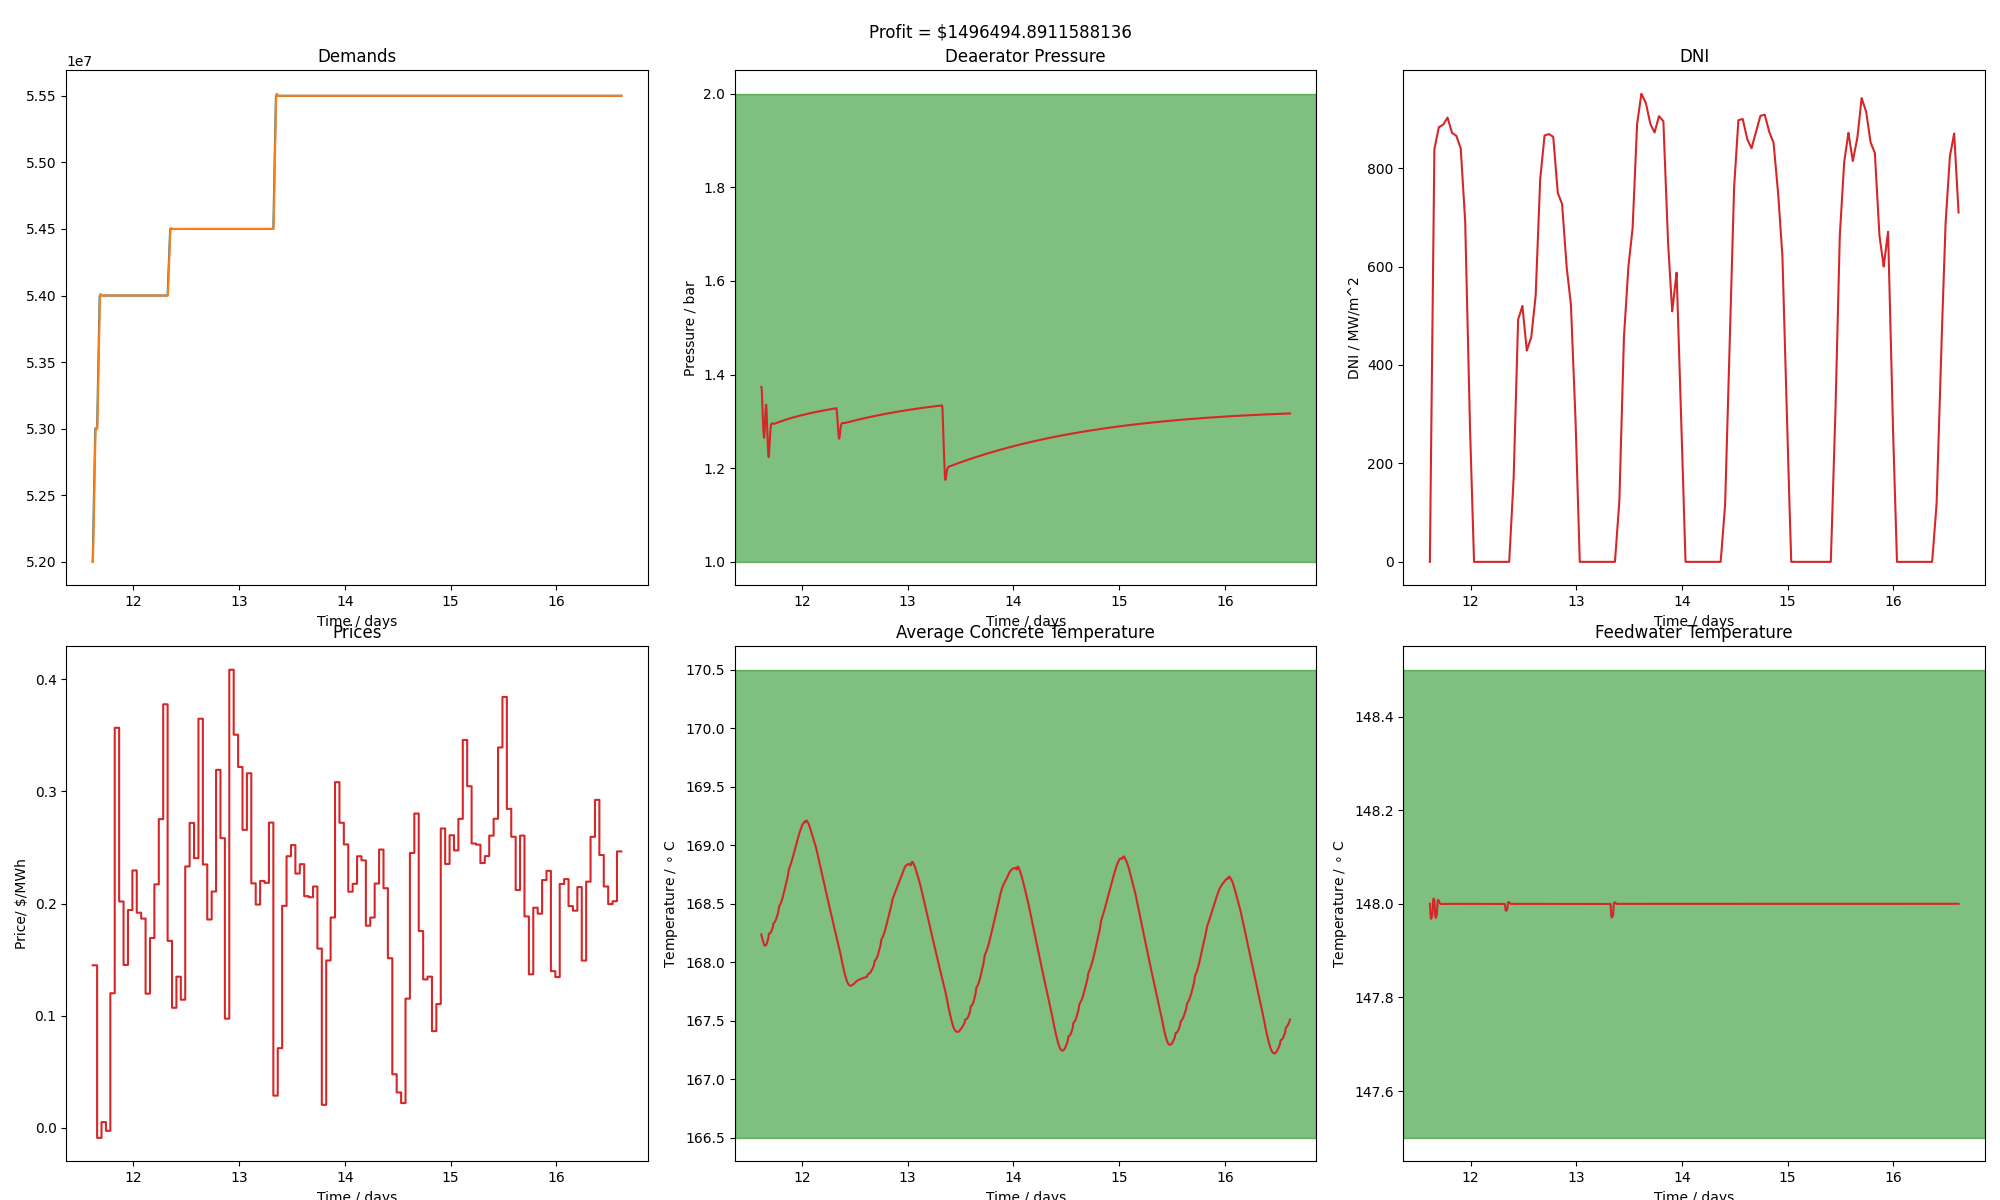 Profit = $1496494.8911588136
Demands
1e7
5.55
5.50
5.45
5.40
5.35
5.30
5.25
5.20
12 13 14 15 16
Time / days
Deaerator Pressure
Pressure / bar
2.0
1.8
1.6
1.4
1.2
1.0
12 13 14 15 16
Time / days
DNI
DNI / MW/m^2
800
600
400
200
0
12 13 14 15 16
Time / days
Prices
Price/ $/MWh
0.4
0.3
0.2
0.1
0.0
12 13 14 15 16
Time / days
Average Concrete Temperature
Temperature / ∘ C
170.5
170.0
169.5
169.0
168.5
168.0
167.5
167.0
166.5
12 13 14 15 16
Time / days
Feedwater Temperature
Temperature / ∘ C
148.4
148.2
148.0
147.8
147.6
12 13 14 15 16
Time / days